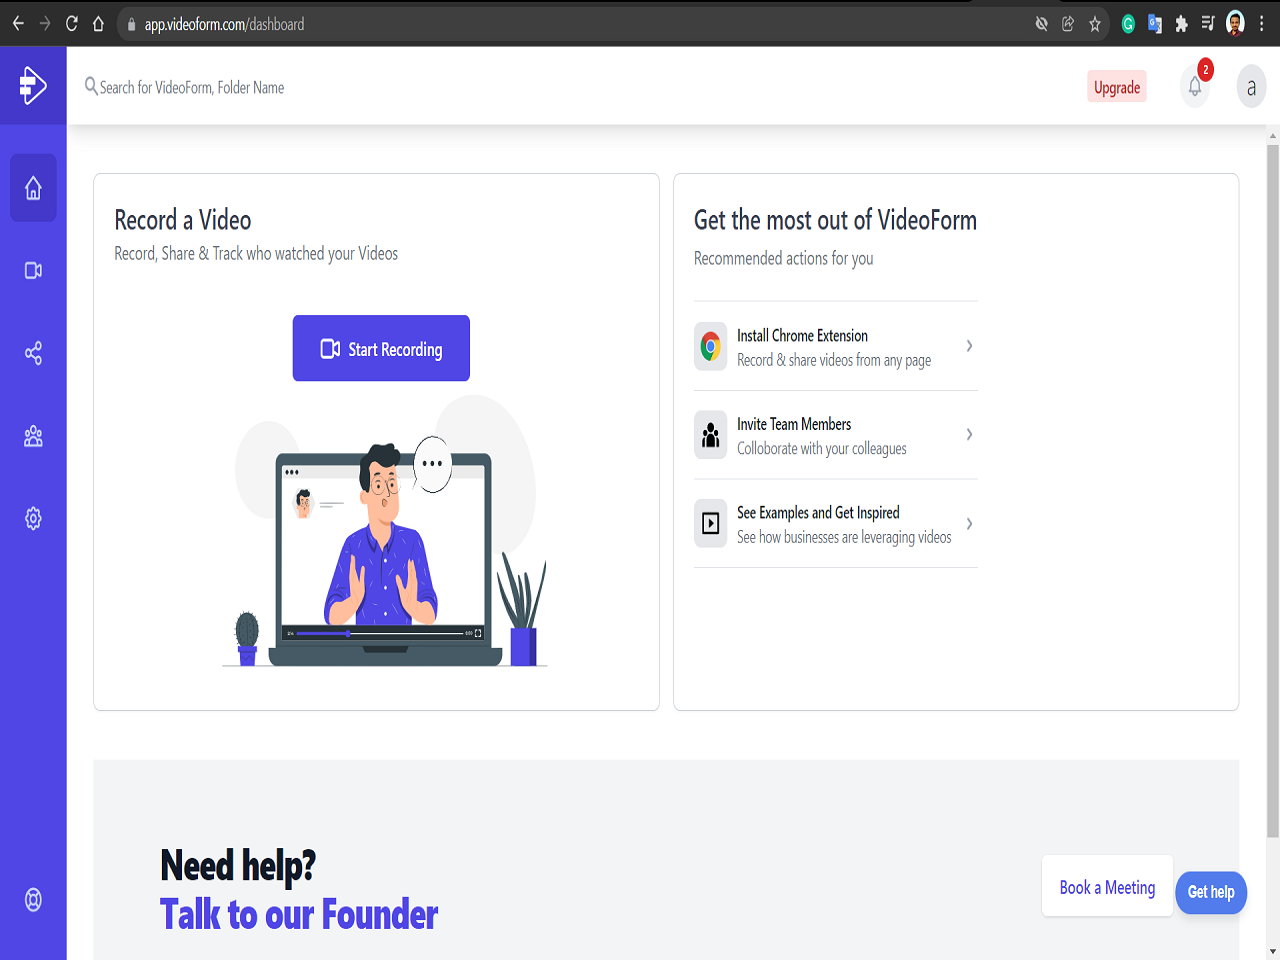 app.videoform.com/dashboard
Search for VideoForm, Folder Name
Upgrade
2
a
Record a Video
Record, Share & Track who watched your Videos
Start Recording
Get the most out of VideoForm
Recommended actions for you
Install Chrome Extension
Record & share videos from any page
Invite Team Members
Colloborate with your colleagues
See Examples and Get Inspired
See how businesses are leveraging videos
Need help?
Talk to our Founder
Book a Meeting
Get help